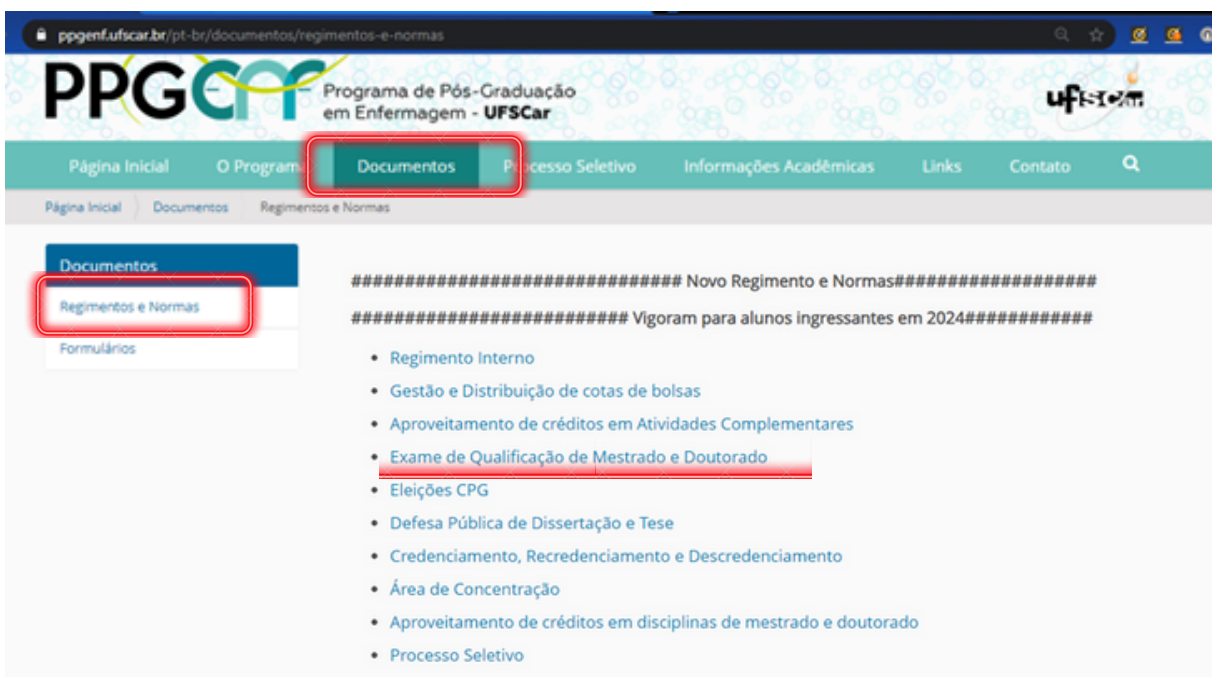 ppgenf.ufscar.br/pt-br/documentos/regimentos-e-normas
PPGEnf
Programa de Pós-Graduação
em Enfermagem - UFSCar
ufscar
Página Inicial O Programa Documentos Processo Seletivo Informações Acadêmicas Links Contato
Página Inicial Documentos Regimentos e Normas
Documentos
Regimentos e Normas
Formulários
############################### Novo Regimento e Normas###################
########################## Vigoram para alunos ingressantes em 2024############
• Regimento Interno
• Gestão e Distribuição de cotas de bolsas
• Aproveitamento de créditos em Atividades Complementares
• Exame de Qualificação de Mestrado e Doutorado
• Eleições CPG
• Defesa Pública de Dissertação e Tese
• Credenciamento, Recredenciamento e Descredenciamento
• Área de Concentração
• Aproveitamento de créditos em disciplinas de mestrado e doutorado
• Processo Seletivo